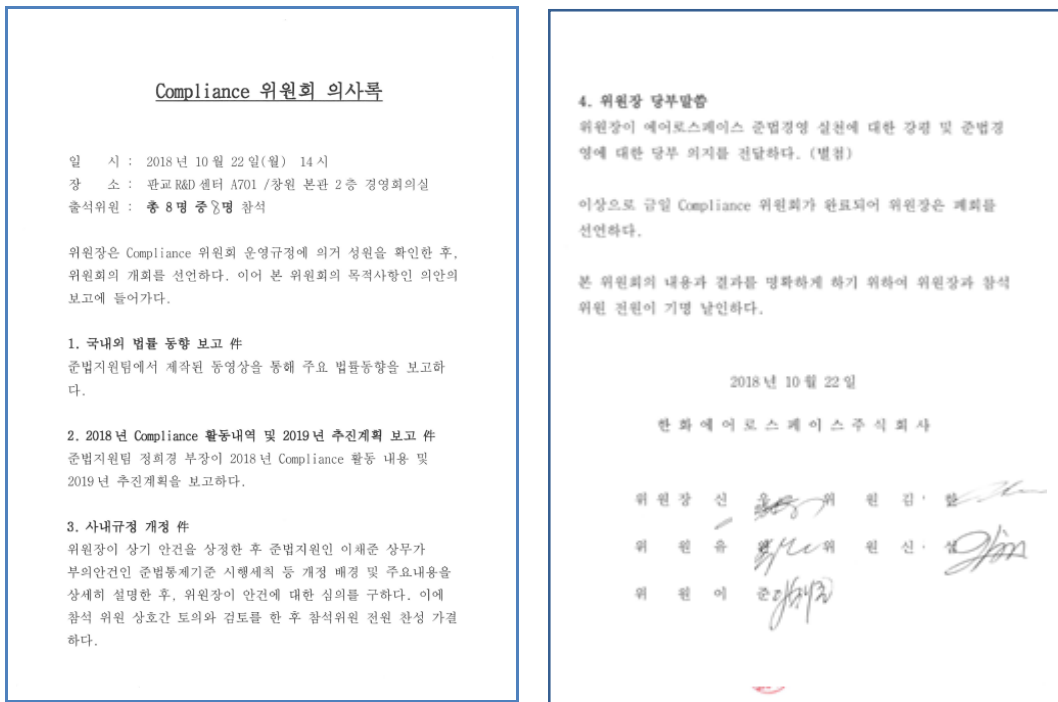 Compliance 위원회 의사록
일 시 : 2018년 10월 22일(월) 14시
장 소 : 판교 R&D센터 A701 /창원 본관 2층 경영회의실
출석위원 : 총 8명 중 8명 참석
위원장은 Compliance 위원회 운영규정에 의거 성원을 확인한 후,
위원회의 개회를 선언하다. 이어 본 위원회의 목적사항인 의안의
보고에 들어가다.
1. 국내외 법률 동향 보고 件
준법지원팀에서 제작된 동영상을 통해 주요 법률동향을 보고하
다.
2. 2018년 Compliance 활동내역 및 2019년 추진계획 보고 件
준법지원팀 정희경 부장이 2018년 Compliance 활동 내용 및
2019년 추진계획을 보고하다.
3. 사내규정 개정 件
위원장이 상기 안건을 상정한 후 준법지원인 이채준 상무가
부의안건인 준법통제기준 시행세칙 등 개정 배경 및 주요내용을
상세히 설명한 후, 위원장이 안건에 대한 심의를 구하다. 이에
참석 위원 상호간 토의와 검토를 한 후 참석위원 전원 찬성 가결
하다.
4. 위원장 당부말씀
위원장이 에어로스페이스 준법경영 실천에 대한 강평 및 준법경
영에 대한 당부 의지를 전달하다. (별첨)
이상으로 금일 Compliance 위원회가 완료되어 위원장은 폐회를
선언하다.
본 위원회의 내용과 결과를 명확하게 하기 위하여 위원장과 참석
위원 전원이 기명 날인하다.
2018년 10월 22일
한화에어로스페이스주식회사
위원장 신 위 원 김
위 원 유 위 원 신
위 원 이 준